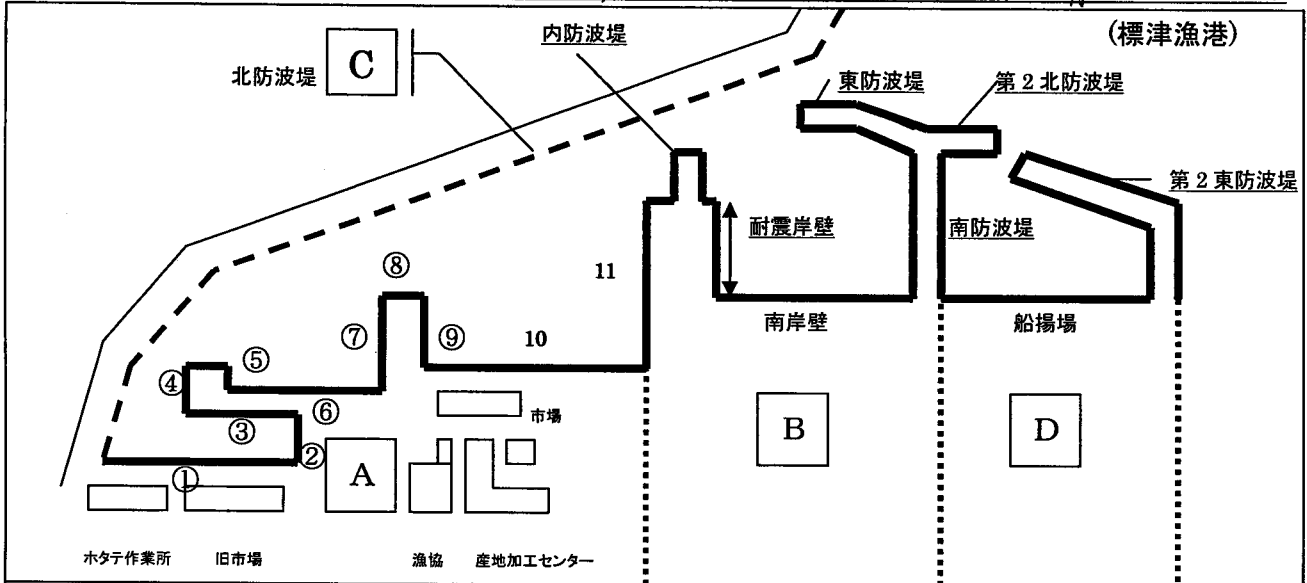 (標津漁港)
北防波堤
C
内防波堤
東防波堤
第2北防波堤
第2東防波堤
耐震岸壁
南防波堤
⑧
11
南岸壁
船揚場
⑦
⑨
10
⑤
④
⑥
市場
③
B
D
②
A
①
ホタテ作業所
旧市場
漁協
産地加工センター